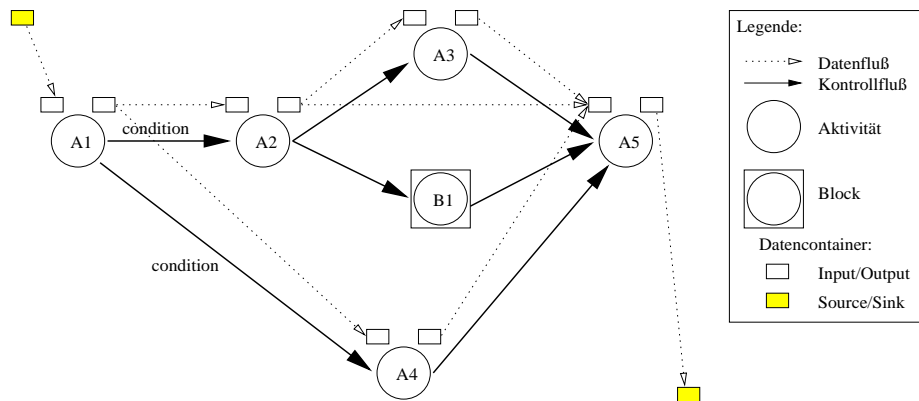 A1
condition
A2
A3
B1
A5
condition
A4
Legende:
Datenfluß
Kontrollfluß
Aktivität
Block
Datencontainer:
Input/Output
Source/Sink